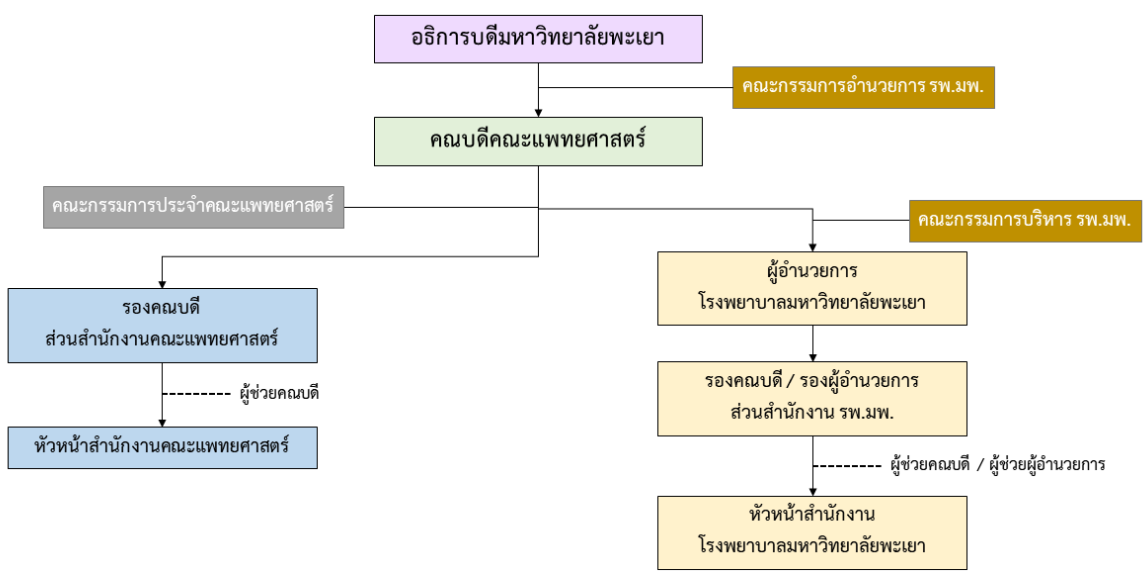 อธิการบดีมหาวิทยาลัยพะเยา
คณะกรรมการอำนวยการ รพ.มพ.
คณบดีคณะแพทยศาสตร์
คณะกรรมการประจำคณะแพทยศาสตร์
คณะกรรมการบริหาร รพ.มพ.
ผู้อำนวยการ
โรงพยาบาลมหาวิทยาลัยพะเยา
รองคณบดี
ส่วนสำนักงานคณะแพทยศาสตร์
รองคณบดี / รองผู้อำนวยการ
ส่วนสำนักงาน รพ.มพ.
ผู้ช่วยคณบดี
หัวหน้าสำนักงานคณะแพทยศาสตร์
ผู้ช่วยคณบดี / ผู้ช่วยผู้อำนวยการ
หัวหน้าสำนักงาน
โรงพยาบาลมหาวิทยาลัยพะเยา